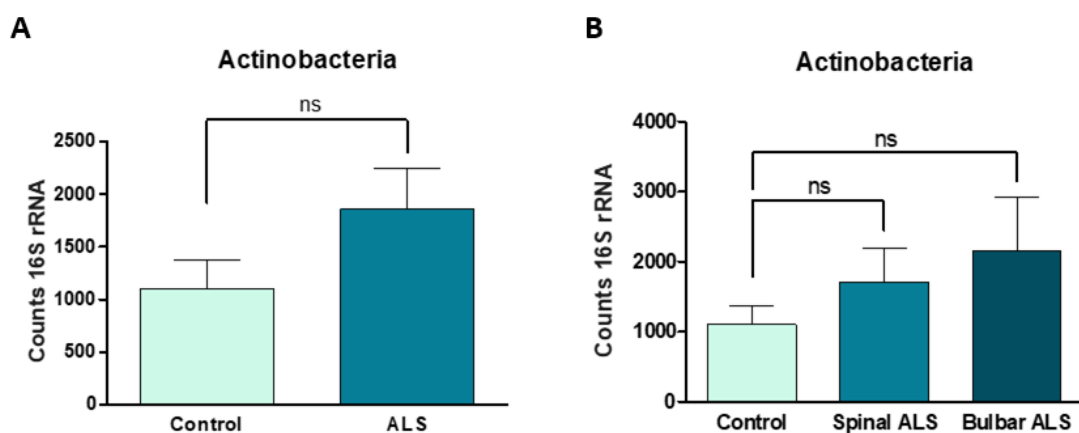 A
Actinobacteria
ns
Counts 16S rRNA
2500
2000
1500
1000
500
0
Control ALS
B
Actinobacteria
ns
ns
Counts 16S rRNA
4000
3000
2000
1000
0
Control Spinal ALS Bulbar ALS